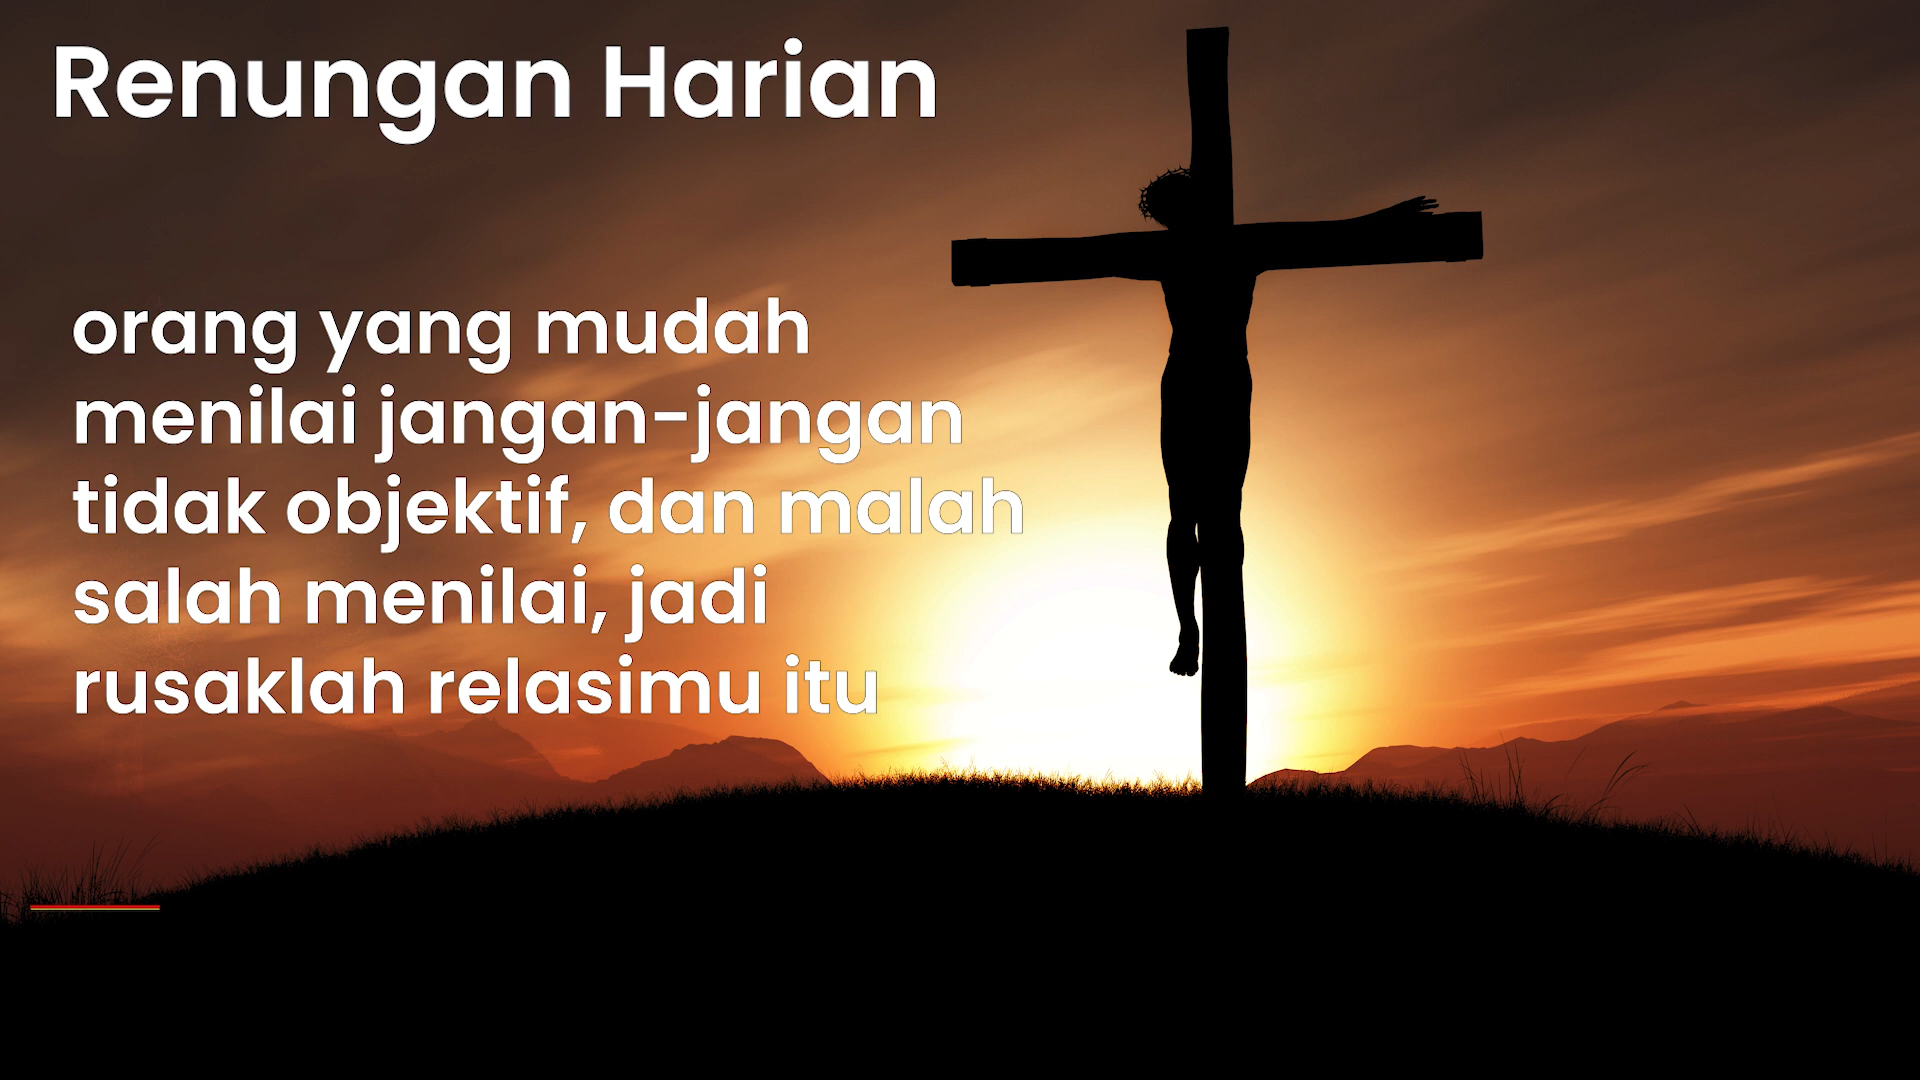 Renungan Harian
orang yang mudah
menilai jangan-jangan
tidak objektif, dan malah
salah menilai, jadi
rusaklah relasimu itu